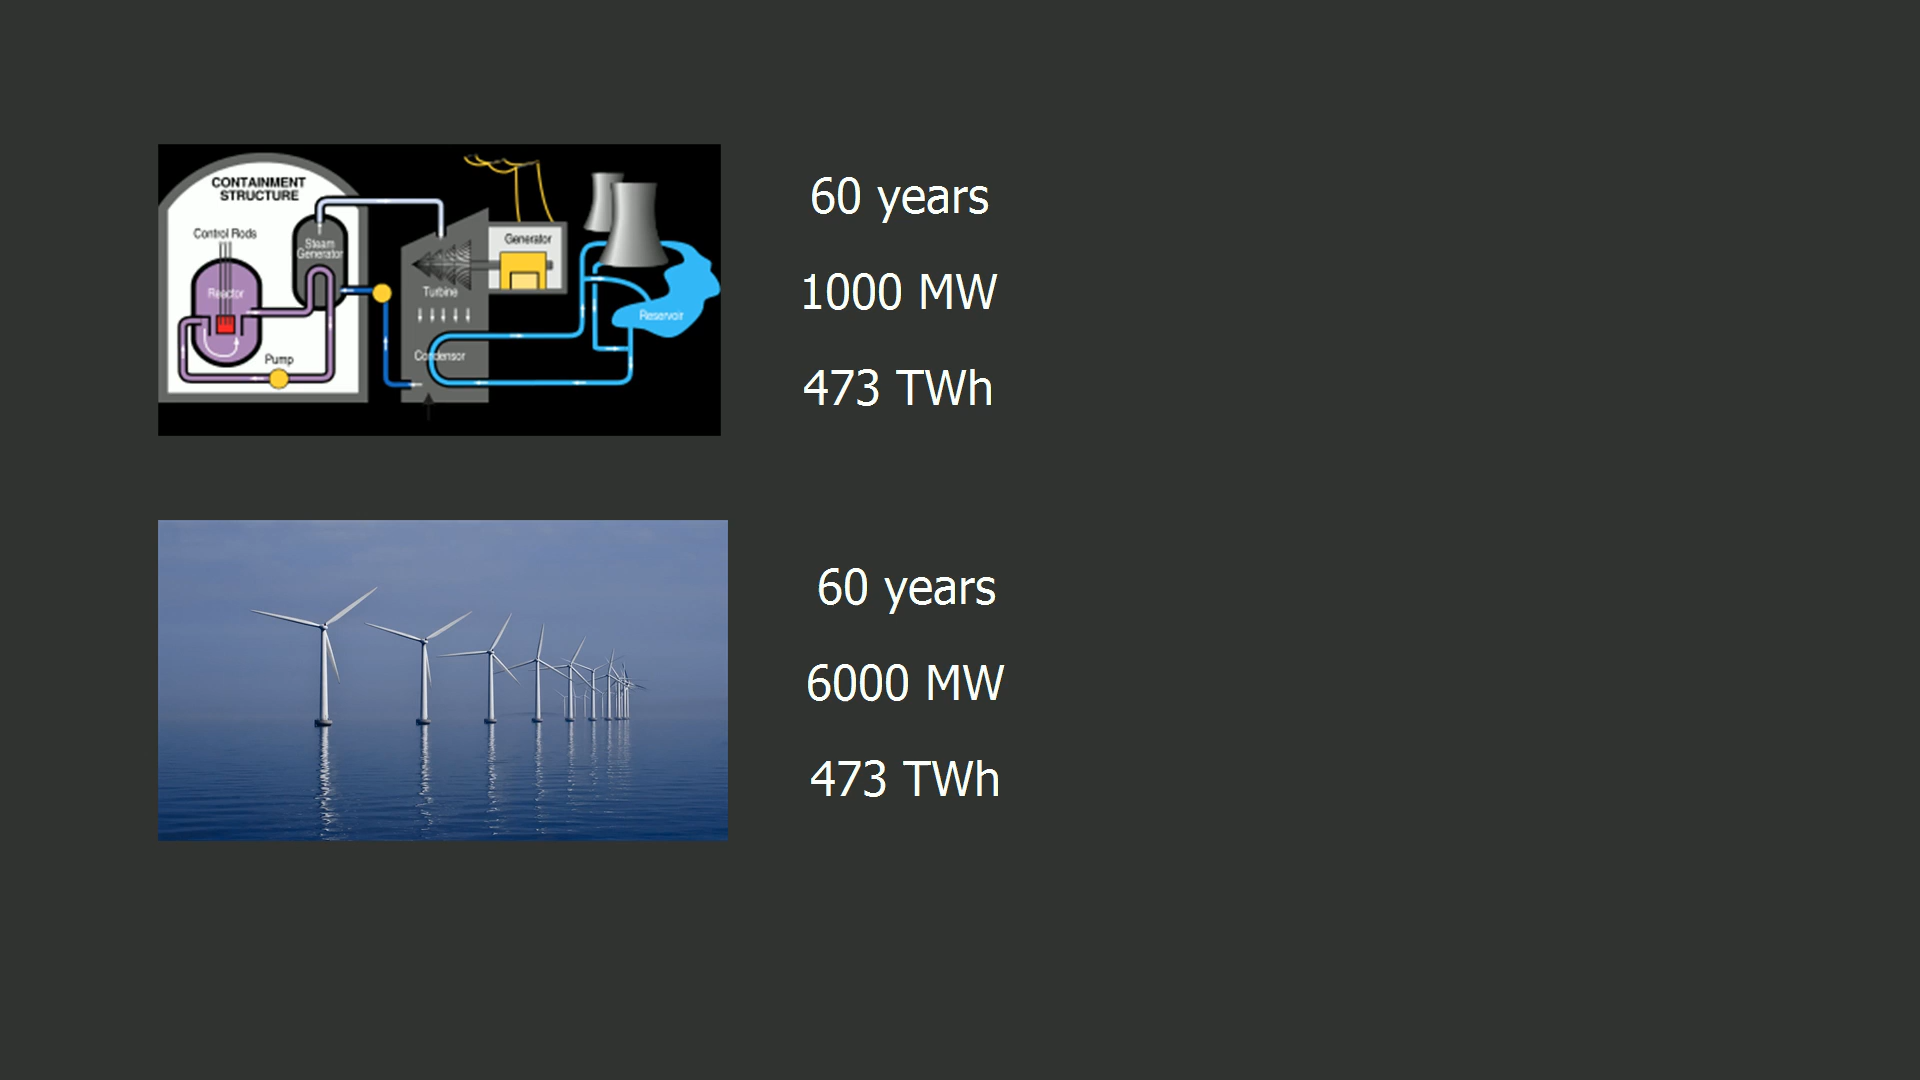 CONTAINMENT
STRUCTURE
Control Rods
Steam
Generator
Reactor
Pump
Turbine
Condensor
Generator
Reservoir
60 years
1000 MW
473 TWh
60 years
6000 MW
473 TWh